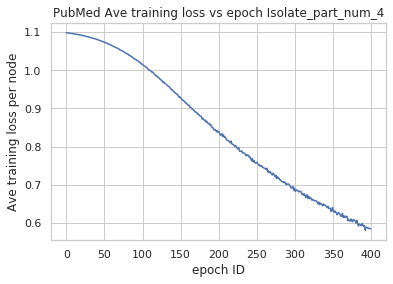 PubMed Ave training loss vs epoch Isolate_part_num_4
Ave training loss per node
1.1
1.0
0.9
0.8
0.7
0.6
0 50 100 150 200 250 300 350 400
epoch ID